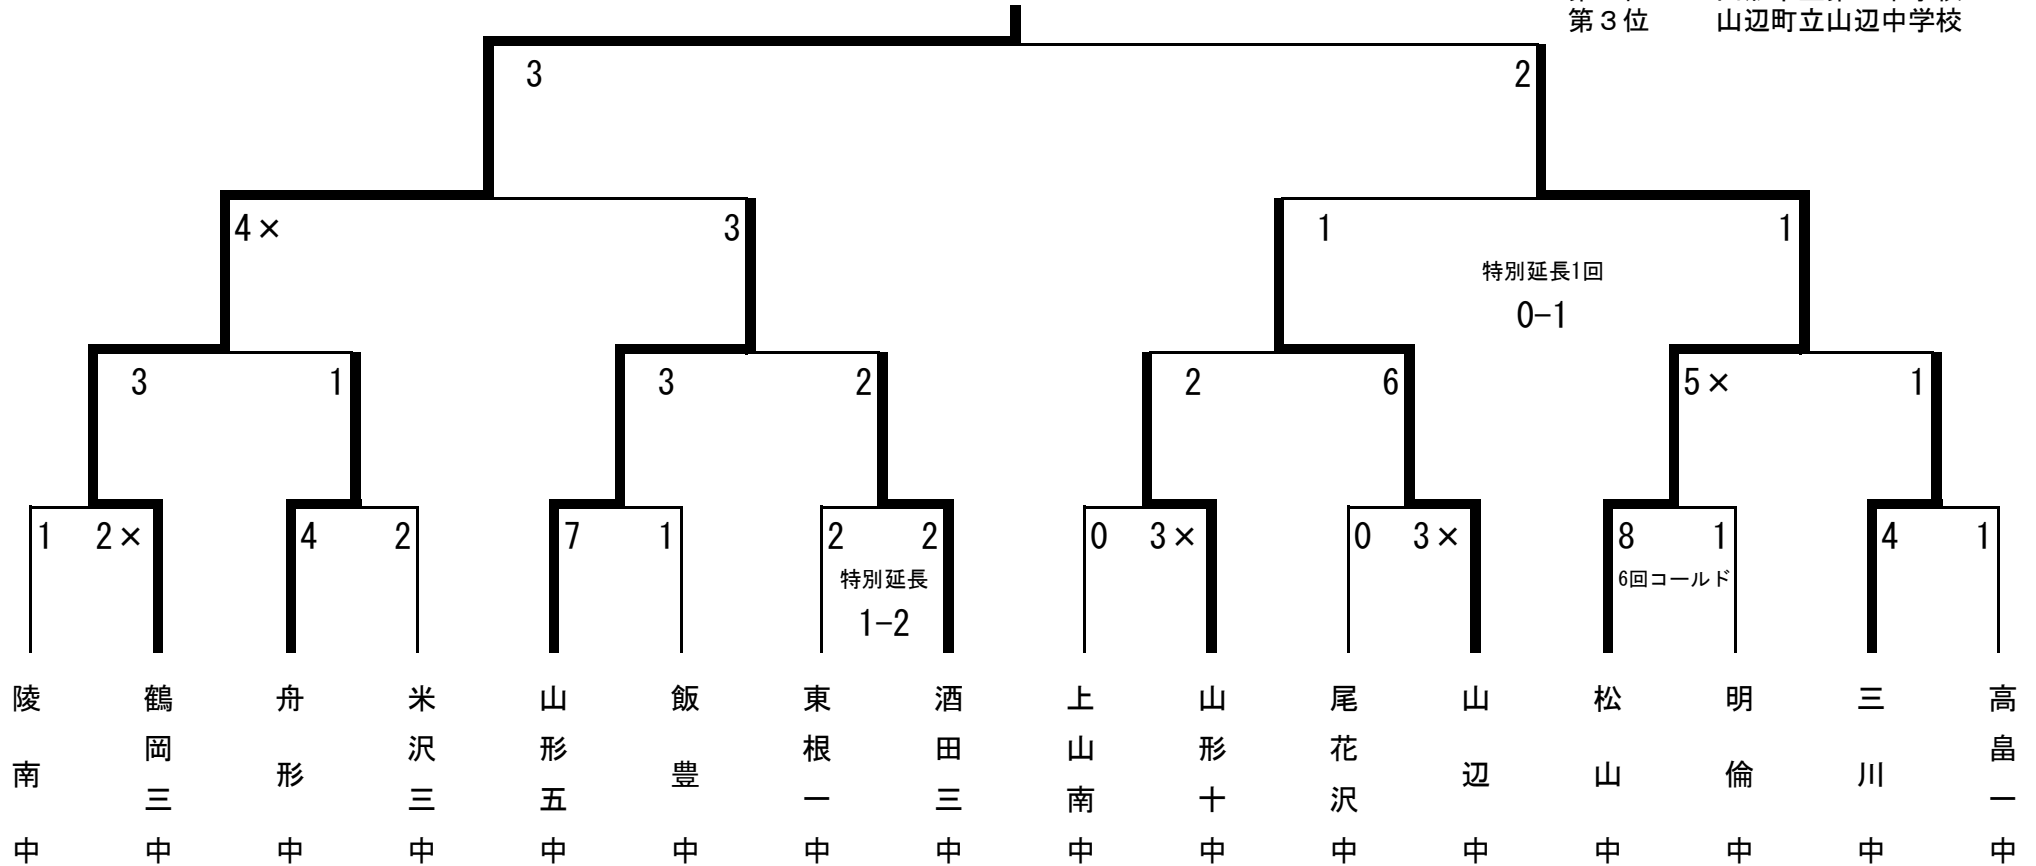 第３位　山辺町立山辺中学校
3 2
4× 3 1 1
特別延長1回
0-1
3 1 3 2 2 6 5× 1
1 2× 4 2 7 1 2 2 0 3× 0 3× 8 1 4 1
特別延長 6回コールド
1-2
陵南中
鶴岡三中
舟形中
米沢三中
山形五中
飯豊中
東根一中
酒田三中
上山南中
山形十中
尾花沢中
山辺中
松山中
明倫中
三川中
高畠一中